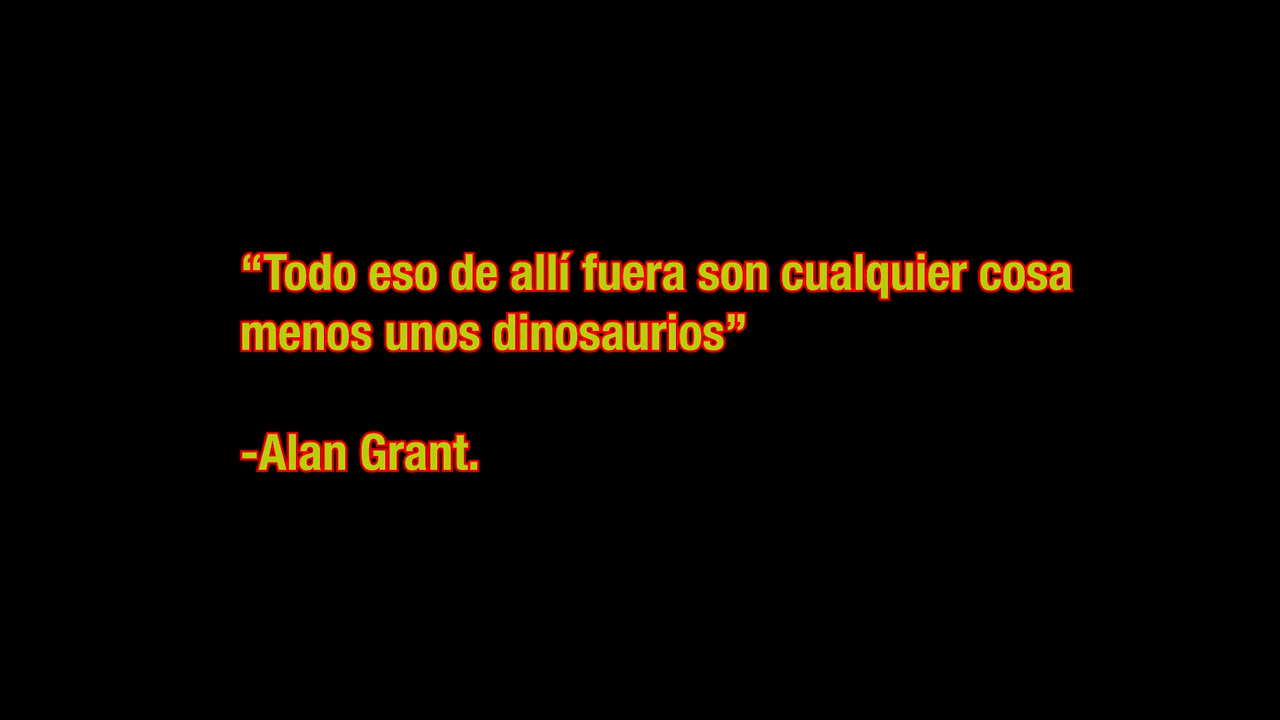 “Todo eso de allí fuera son cualquier cosa
menos unos dinosaurios”
-Alan Grant.